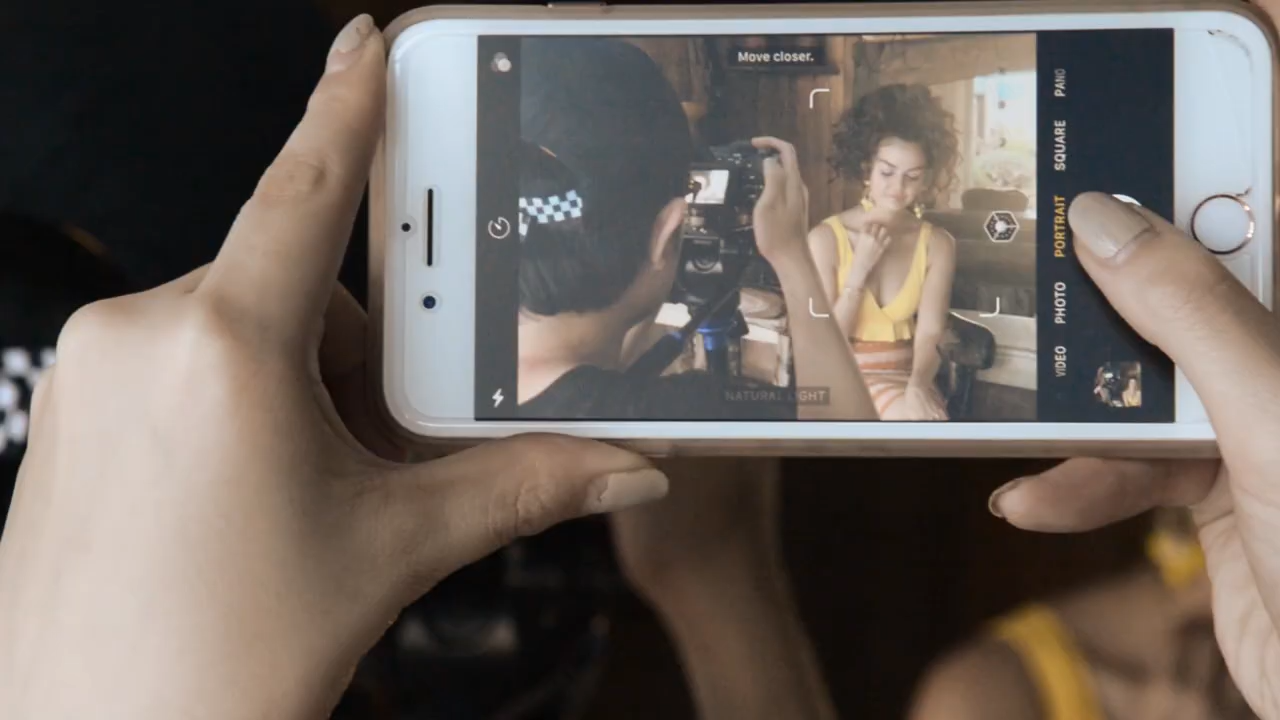 Move closer.
NATURAL LIGHT
PANO
SQUARE
PORTRAIT
PHOTO
VIDEO